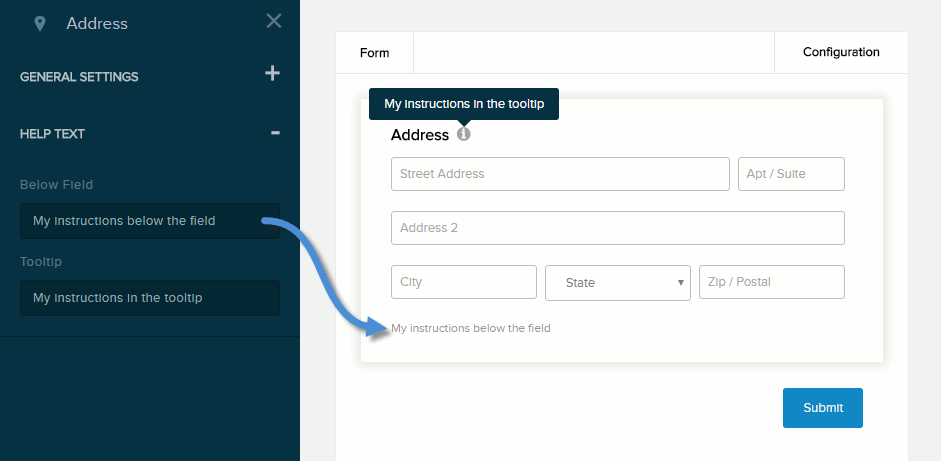 Address
GENERAL SETTINGS
HELP TEXT
Below Field
My instructions below the field
Tooltip
My instructions in the tooltip
Form
Configuration
My instructions in the tooltip
Address
Street Address
Apt / Suite
Address 2
City
State
Zip / Postal
My instructions below the field
Submit